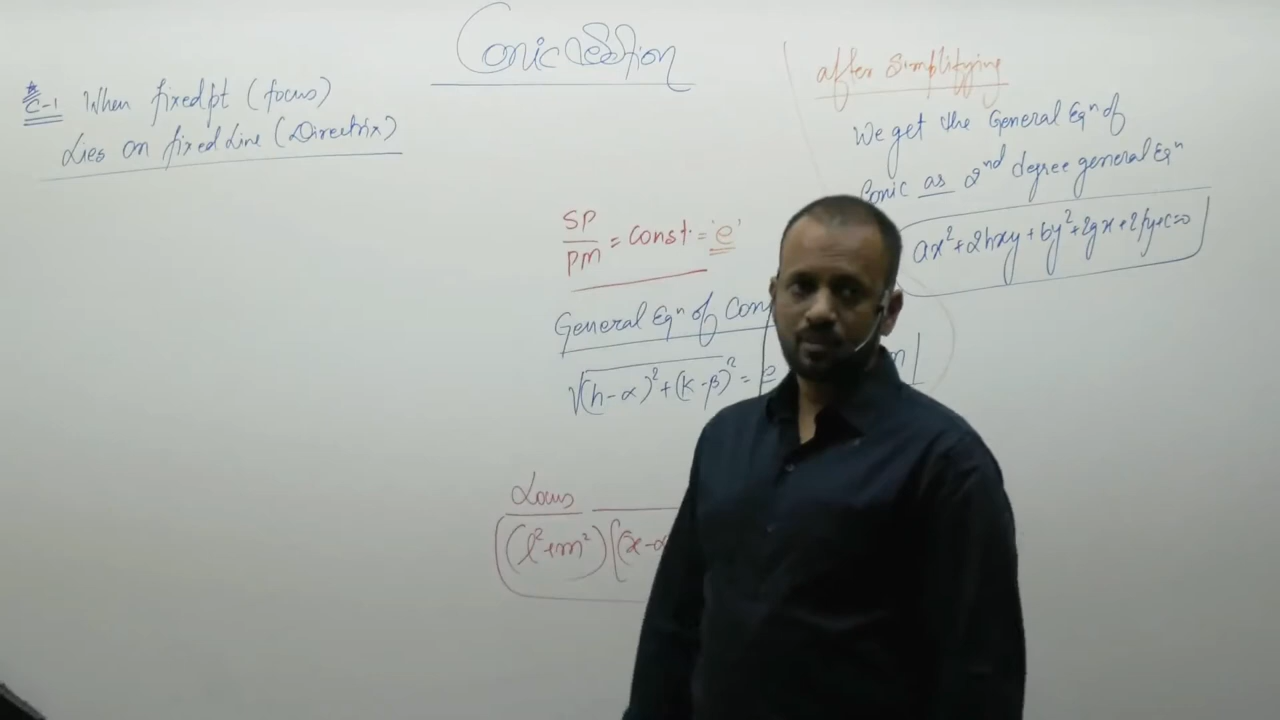 Conic Section
C-1 When fixed pt (focus)
Lies on fixed Line (Directrix)
SP/PM = const. = 'e'
General Eqⁿ of Con
√(h-α)²+(k-β)² = e
Locus
(l²+m²)[(x-α
after Simplifying
We get the General Eqⁿ of
Conic as 2ⁿᵈ degree general Eqⁿ
ax²+2hxy+by²+2gx+2fy+c=0